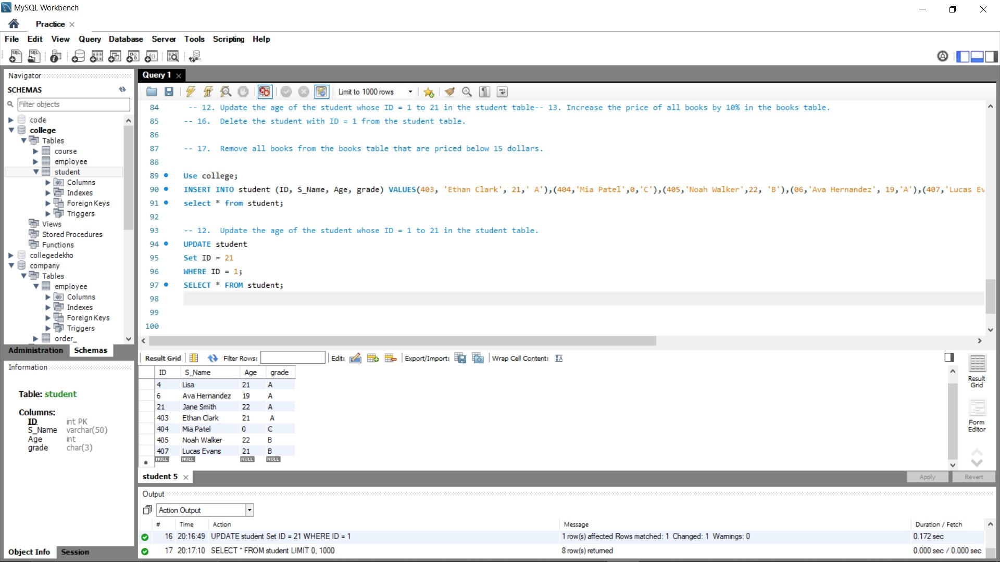 MySQL Workbench
Practice
File Edit View Query Database Server Tools Scripting Help
Navigator
SCHEMAS
Filter objects
code
college
Tables
course
employee
student
Columns
Indexes
Foreign Keys
Triggers
Views
Stored Procedures
Functions
collegedekho
company
Tables
employee
Columns
Indexes
Foreign Keys
Triggers
order_
Administration Schemas
Information
Table: student
Columns:
ID int PK
S_Name varchar(50)
Age int
grade char(3)
Object Info Session
Query 1
Limit to 1000 rows
84 -- 12. Update the age of the student whose ID = 1 to 21 in the student table-- 13. Increase the price of all books by 10% in the books table.
85 -- 16. Delete the student with ID = 1 from the student table.
86
87 -- 17. Remove all books from the books table that are priced below 15 dollars.
88
89 Use college;
90 INSERT INTO student (ID, S_Name, Age, grade) VALUES(403, 'Ethan Clark', 21,' A'),(404,'Mia Patel',0,'C'),(405,'Noah Walker',22, 'B'),(06,'Ava Hernandez', 19,'A'),(407,'Lucas Ev
91 select * from student;
92
93 -- 12. Update the age of the student whose ID = 1 to 21 in the student table.
94 UPDATE student
95 Set ID = 21
96 WHERE ID = 1;
97 SELECT * FROM student;
98
99
100
Result Grid Filter Rows: Edit: Export/Import: Wrap Cell Content:
ID S_Name Age grade
4 Lisa 21 A
6 Ava Hernandez 19 A
21 Jane Smith 22 A
403 Ethan Clark 21 A
404 Mia Patel 0 C
405 Noah Walker 22 B
407 Lucas Evans 21 B
NULL NULL NULL NULL
Result Grid
Form Editor
student 5
Apply Revert
Output
Action Output
# Time Action Message Duration / Fetch
16 20:16:49 UPDATE student Set ID = 21 WHERE ID = 1 1 row(s) affected Rows matched: 1 Changed: 1 Warnings: 0 0.172 sec
17 20:17:10 SELECT * FROM student LIMIT 0, 1000 8 row(s) returned 0.000 sec / 0.000 sec